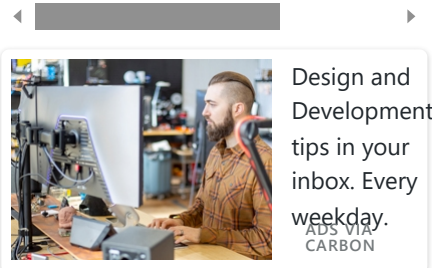 Design and
Development
tips in your
inbox. Every
weekday.
ADS VIA
CARBON